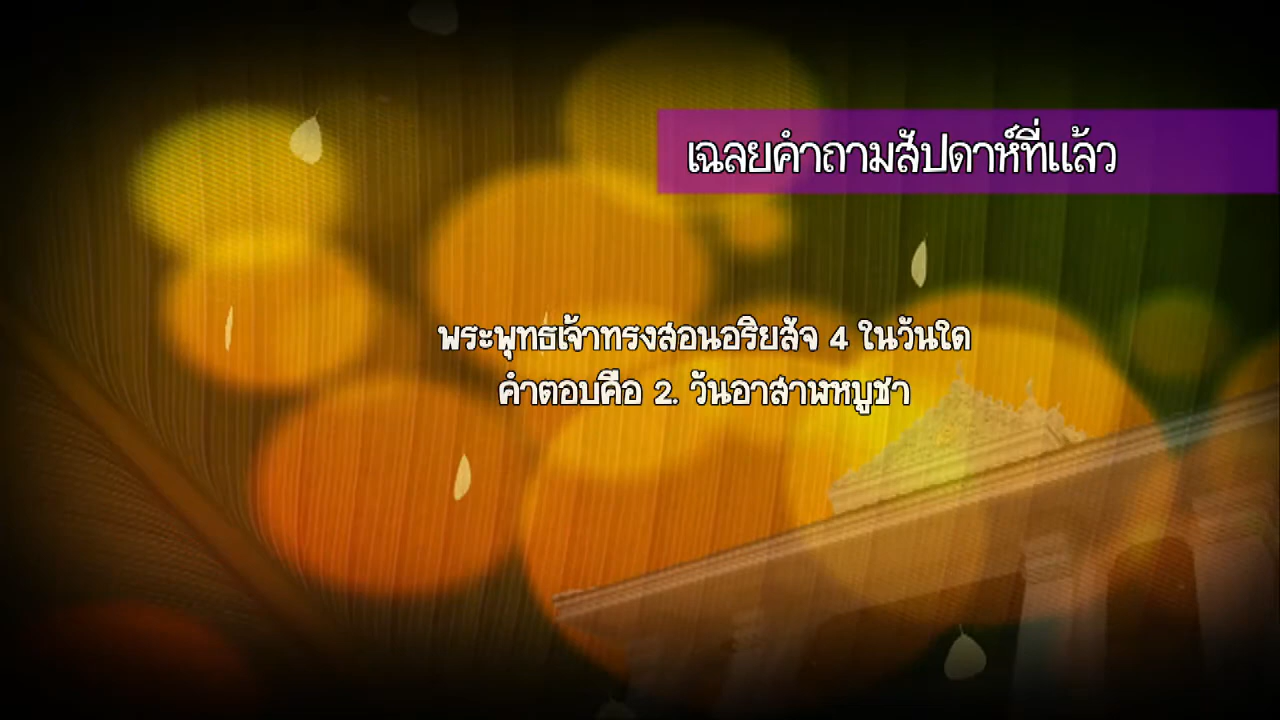 เฉลยคำถามสัปดาห์ที่แล้ว
พระพุทธเจ้าทรงสอนอริยสัจ 4 ในวันใด
คำตอบคือ 2. วันอาสาฬหบูชา